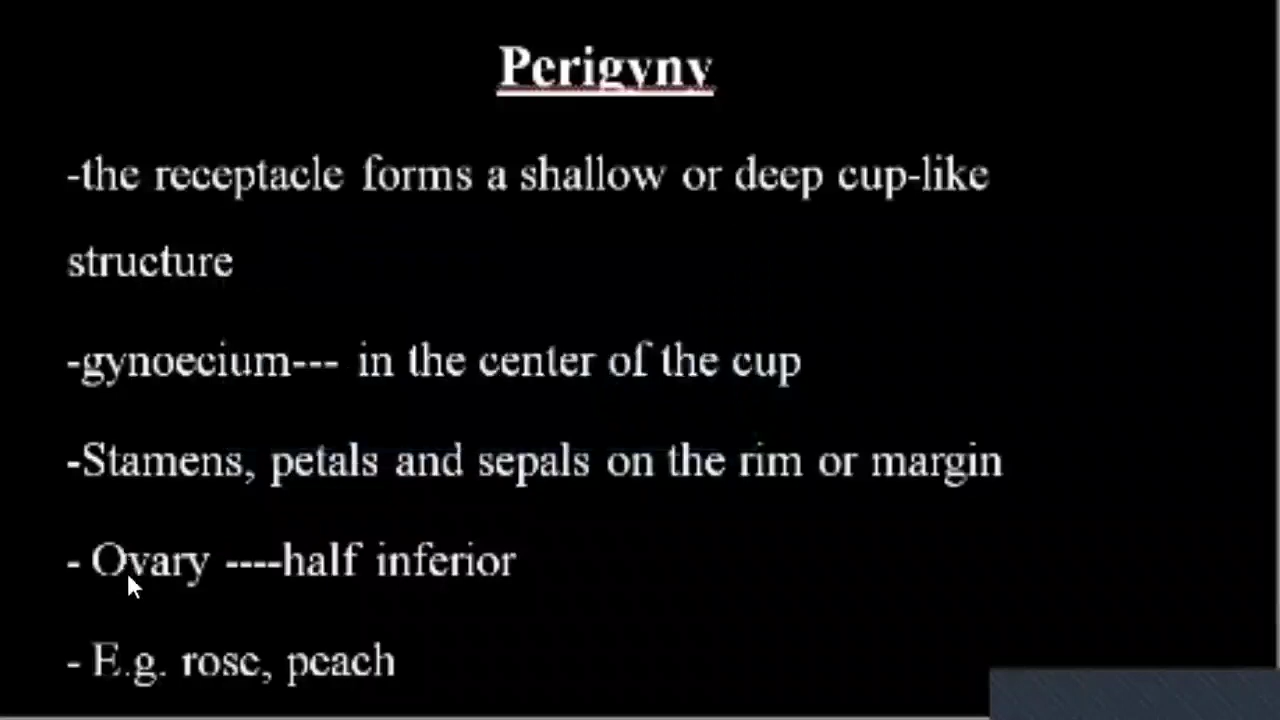 Perigyny
-the receptacle forms a shallow or deep cup-like
structure
-gynoecium--- in the center of the cup
-Stamens, petals and sepals on the rim or margin
- Ovary ----half inferior
- E.g. rose, peach